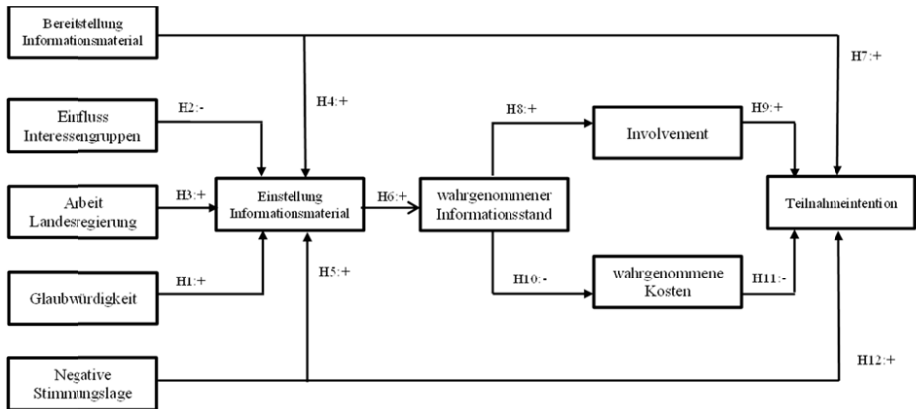 Bereitstellung
Informationsmaterial
H7:+
H4:+
Einfluss
Interessengruppen
H2:-
H8:+
Involvement
H9:+
Arbeit
Landesregierung
H3:+
Einstellung
Informationsmaterial
H6:+
wahrgenommener
Informationsstand
Teilnahmeintention
Glaubwürdigkeit
H1:+
H5:+
H10:-
wahrgenommene
Kosten
H11:-
Negative
Stimmungslage
H12:+